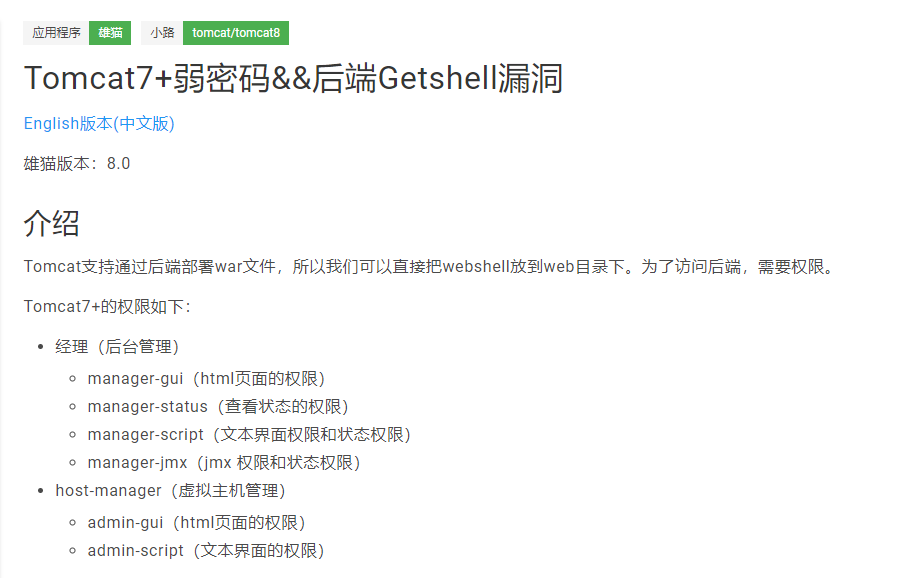 应用程序 雄猫 小路 tomcat/tomcat8
Tomcat7+弱密码&&后端Getshell漏洞
English版本(中文版)
雄猫版本：8.0
介绍
Tomcat支持通过后端部署war文件，所以我们可以直接把webshell放到web目录下。为了访问后端，需要权限。
Tomcat7+的权限如下：
经理（后台管理）
manager-gui（html页面的权限）
manager-status（查看状态的权限）
manager-script（文本界面权限和状态权限）
manager-jmx（jmx 权限和状态权限）
host-manager（虚拟主机管理）
admin-gui（html页面的权限）
admin-script（文本界面的权限）